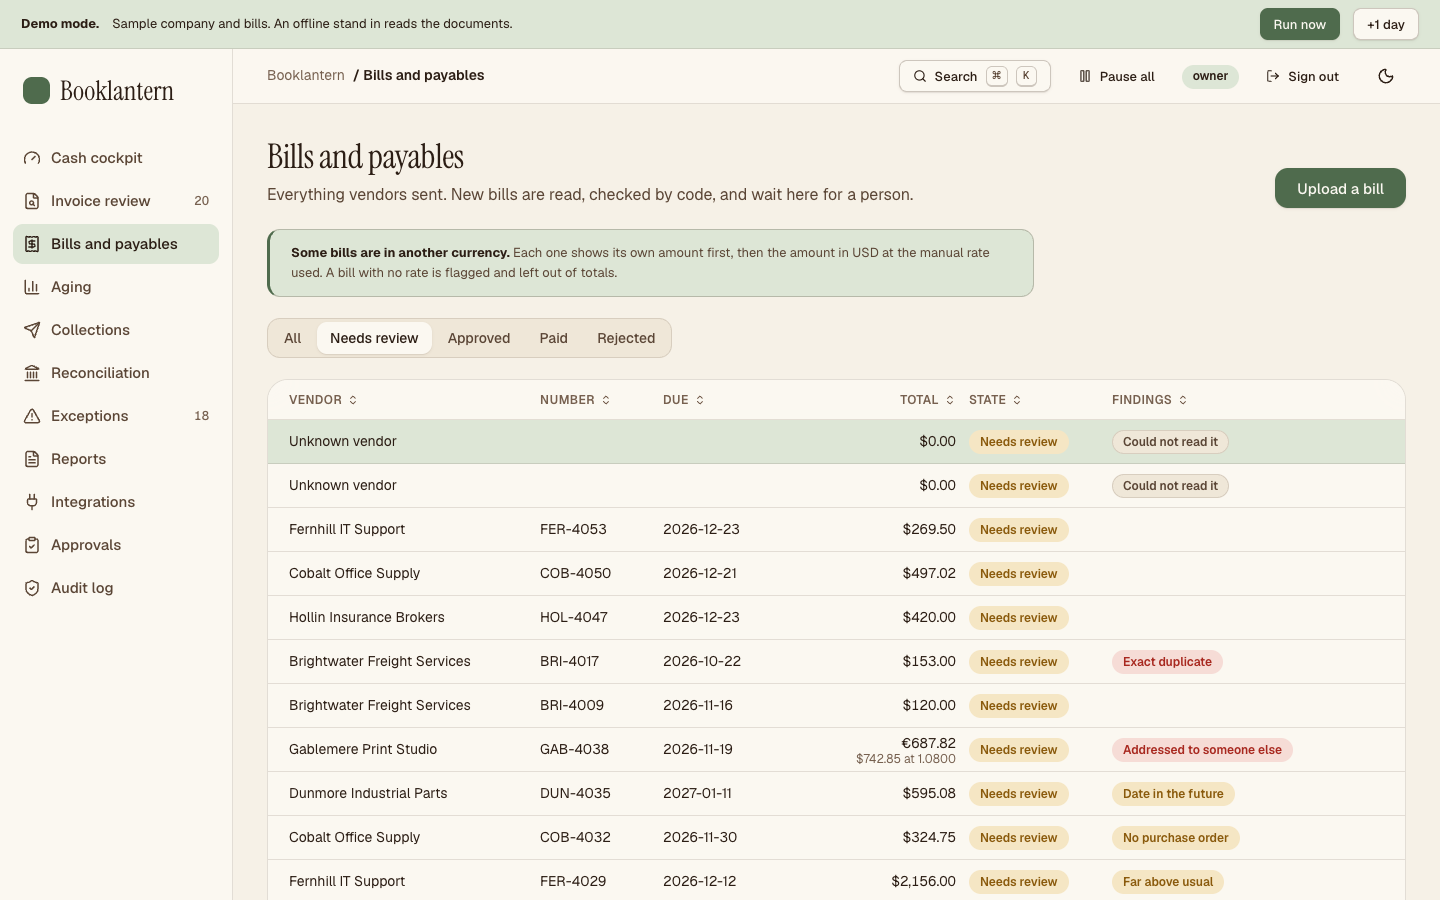 Demo mode. Sample company and bills. An offline stand in reads the documents. Run now +1 day
Booklantern
Booklantern / Bills and payables Search ⌘ K Pause all owner Sign out
Cash cockpit
Invoice review 20
Bills and payables
Aging
Collections
Reconciliation
Exceptions 18
Reports
Integrations
Approvals
Audit log
Bills and payables
Everything vendors sent. New bills are read, checked by code, and wait here for a person.
Upload a bill
Some bills are in another currency. Each one shows its own amount first, then the amount in USD at the manual rate
used. A bill with no rate is flagged and left out of totals.
All Needs review Approved Paid Rejected
VENDOR NUMBER DUE TOTAL STATE FINDINGS
Unknown vendor $0.00 Needs review Could not read it
Unknown vendor $0.00 Needs review Could not read it
Fernhill IT Support FER-4053 2026-12-23 $269.50 Needs review
Cobalt Office Supply COB-4050 2026-12-21 $497.02 Needs review
Hollin Insurance Brokers HOL-4047 2026-12-23 $420.00 Needs review
Brightwater Freight Services BRI-4017 2026-10-22 $153.00 Needs review Exact duplicate
Brightwater Freight Services BRI-4009 2026-11-16 $120.00 Needs review
Gablemere Print Studio GAB-4038 2026-11-19 €687.82 Needs review Addressed to someone else
$742.85 at 1.0800
Dunmore Industrial Parts DUN-4035 2027-01-11 $595.08 Needs review Date in the future
Cobalt Office Supply COB-4032 2026-11-30 $324.75 Needs review No purchase order
Fernhill IT Support FER-4029 2026-12-12 $2,156.00 Needs review Far above usual